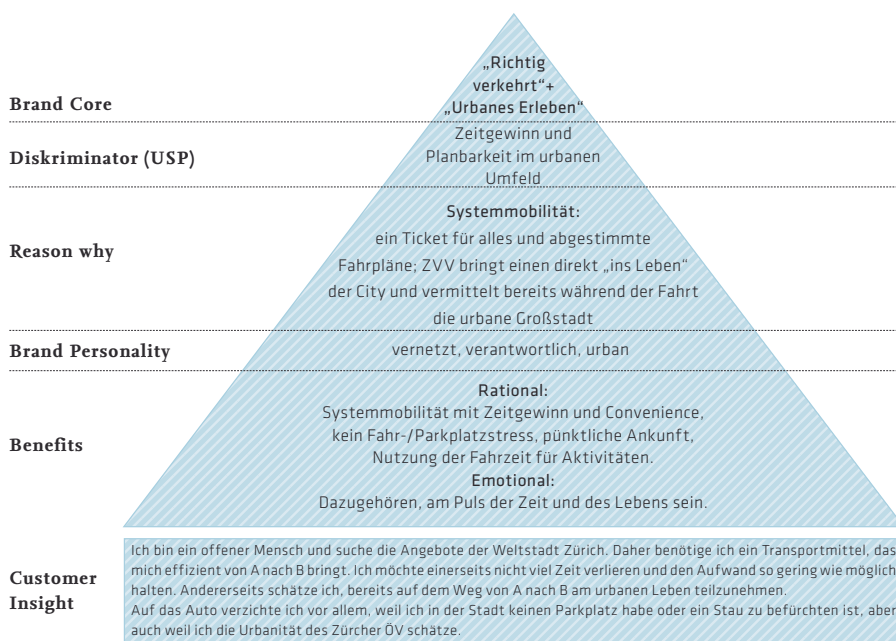 Brand Core
„Richtig
verkehrt“+
„Urbanes Erleben“
Diskriminator (USP)
Zeitgewinn und
Planbarkeit im urbanen
Umfeld
Reason why
Systemmobilität:
ein Ticket für alles und abgestimmte
Fahrpläne; ZVV bringt einen direkt „ins Leben“
der City und vermittelt bereits während der Fahrt
die urbane Großstadt
Brand Personality
vernetzt, verantwortlich, urban
Benefits
Rational:
Systemmobilität mit Zeitgewinn und Convenience,
kein Fahr-/Parkplatzstress, pünktliche Ankunft,
Nutzung der Fahrzeit für Aktivitäten.
Emotional:
Dazugehören, am Puls der Zeit und des Lebens sein.
Customer
Insight
Ich bin ein offener Mensch und suche die Angebote der Weltstadt Zürich. Daher benötige ich ein Transportmittel, das
mich effizient von A nach B bringt. Ich möchte einerseits nicht viel Zeit verlieren und den Aufwand so gering wie möglich
halten. Andererseits schätze ich, bereits auf dem Weg von A nach B am urbanen Leben teilzunehmen.
Auf das Auto verzichte ich vor allem, weil ich in der Stadt keinen Parkplatz habe oder ein Stau zu befürchten ist, aber
auch weil ich die Urbanität des Zürcher ÖV schätze.